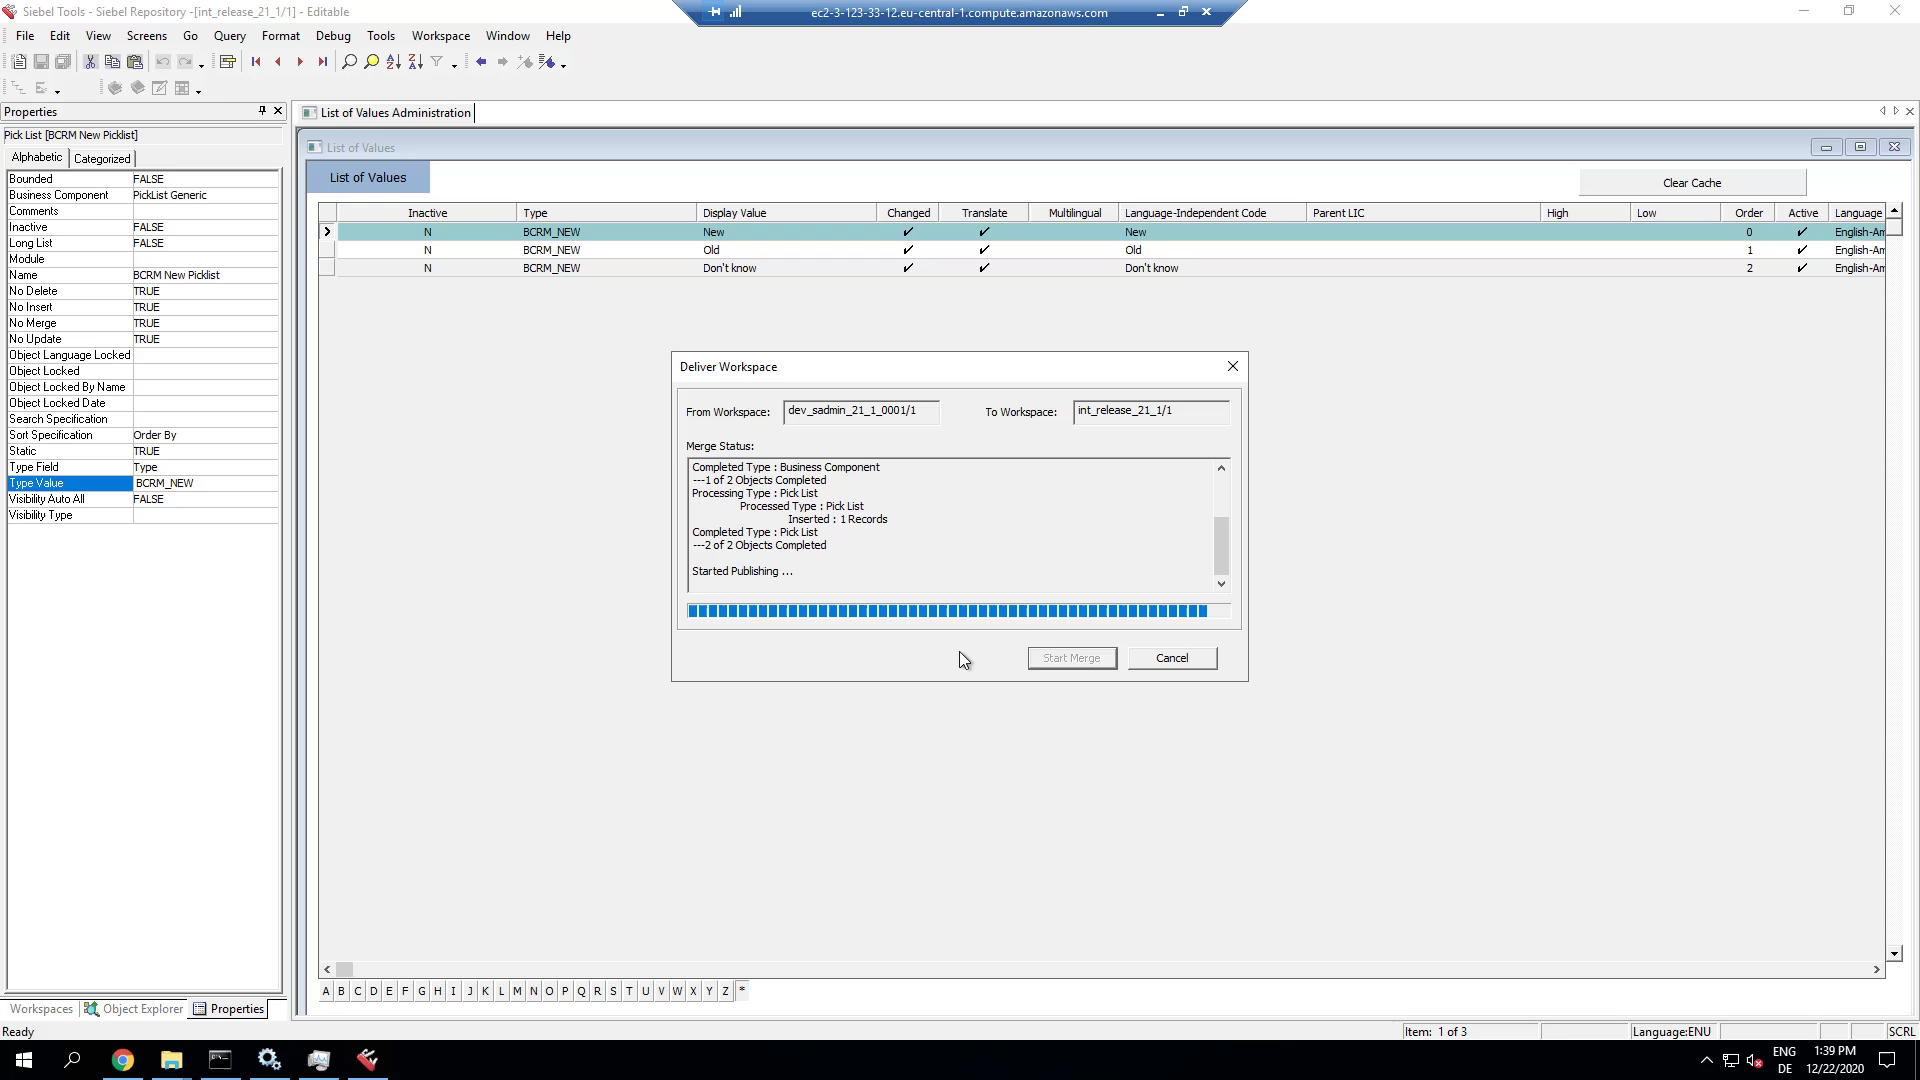 Siebel Tools - Siebel Repository -[int_release_21_1/1] - Editable
ec2-3-123-33-12.eu-central-1.compute.amazonaws.com
File Edit View Screens Go Query Format Debug Tools Workspace Window Help
Properties
List of Values Administration
Pick List [BCRM New Picklist]
List of Values
Alphabetic Categorized
List of Values
Clear Cache
Bounded FALSE
Business Component PickList Generic
Comments
Inactive FALSE
Long List FALSE
Module
Name BCRM New Picklist
No Delete TRUE
No Insert TRUE
No Merge TRUE
No Update TRUE
Object Language Locked
Object Locked
Object Locked By Name
Object Locked Date
Search Specification
Sort Specification Order By
Static TRUE
Type Field Type
Type Value BCRM_NEW
Visibility Auto All FALSE
Visibility Type
Inactive Type Display Value Changed Translate Multilingual Language-Independent Code Parent LIC High Low Order Active Language
N BCRM_NEW New ✔ ✔ New 0 ✔ English-Am
N BCRM_NEW Old ✔ ✔ Old 1 ✔ English-Am
N BCRM_NEW Don't know ✔ ✔ Don't know 2 ✔ English-Am
Deliver Workspace
From Workspace: dev_sadmin_21_1_0001/1 To Workspace: int_release_21_1/1
Merge Status:
Completed Type : Business Component
---1 of 2 Objects Completed
Processing Type : Pick List
Processed Type : Pick List
Inserted : 1 Records
Completed Type : Pick List
---2 of 2 Objects Completed
Started Publishing ...
Start Merge Cancel
A B C D E F G H I J K L M N O P Q R S T U V W X Y Z *
Workspaces Object Explorer Properties
Ready
Item: 1 of 3
Language:ENU
SCRL
ENG
DE
1:39 PM
12/22/2020